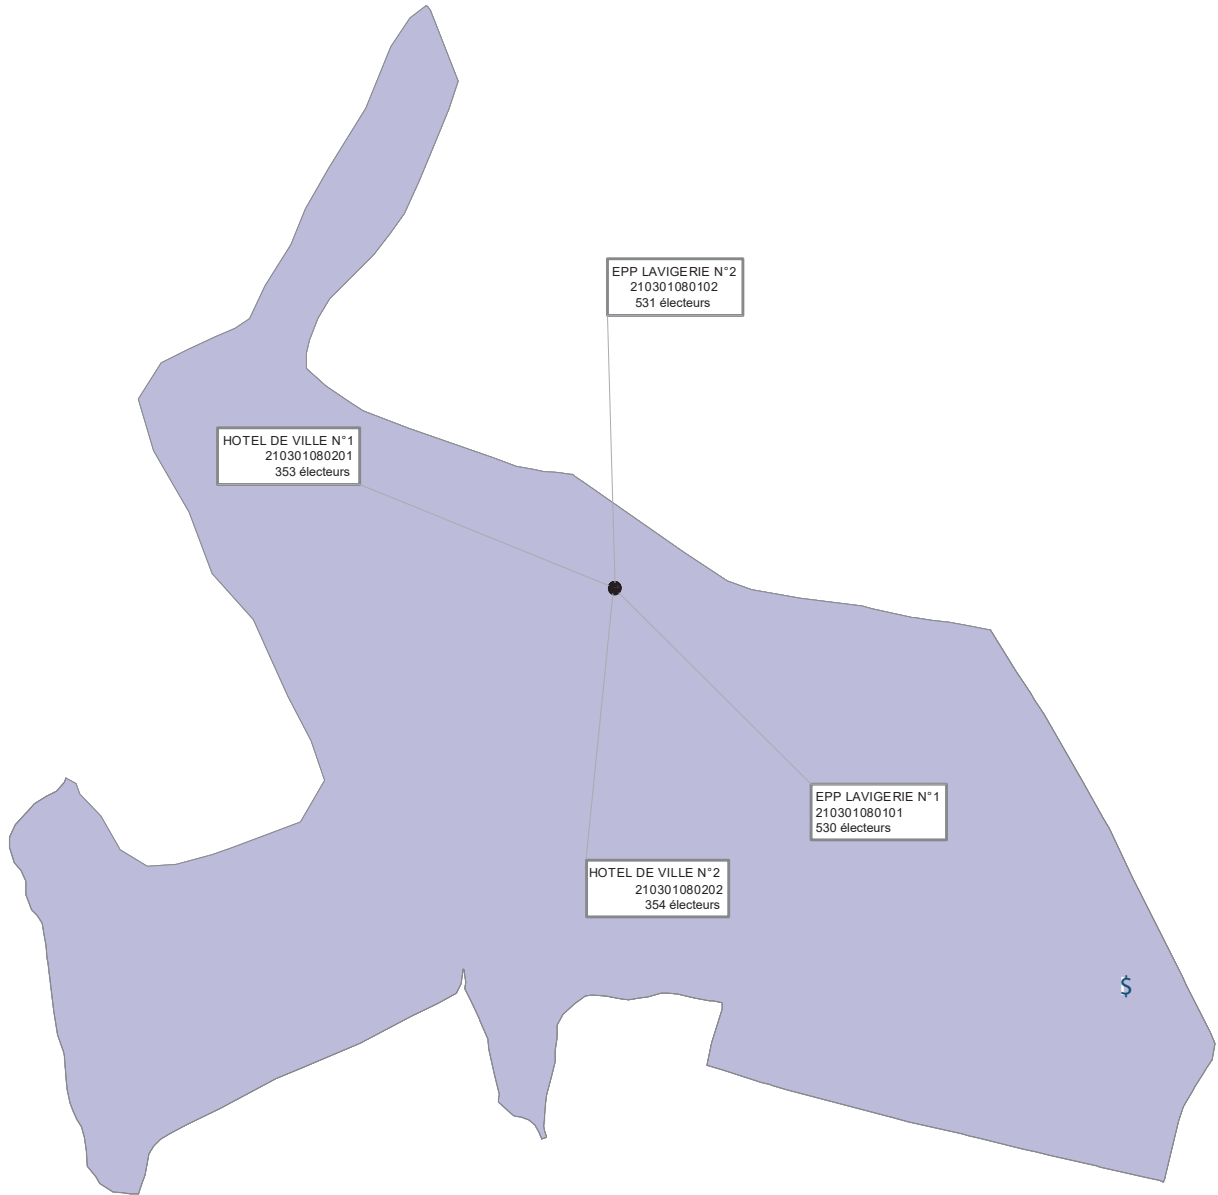 EPP LAVIGERIE N°2
210301080102
531 électeurs
HOTEL DE VILLE N°1
210301080201
353 électeurs
EPP LAVIGERIE N°1
210301080101
530 électeurs
HOTEL DE VILLE N°2
210301080202
354 électeurs
$